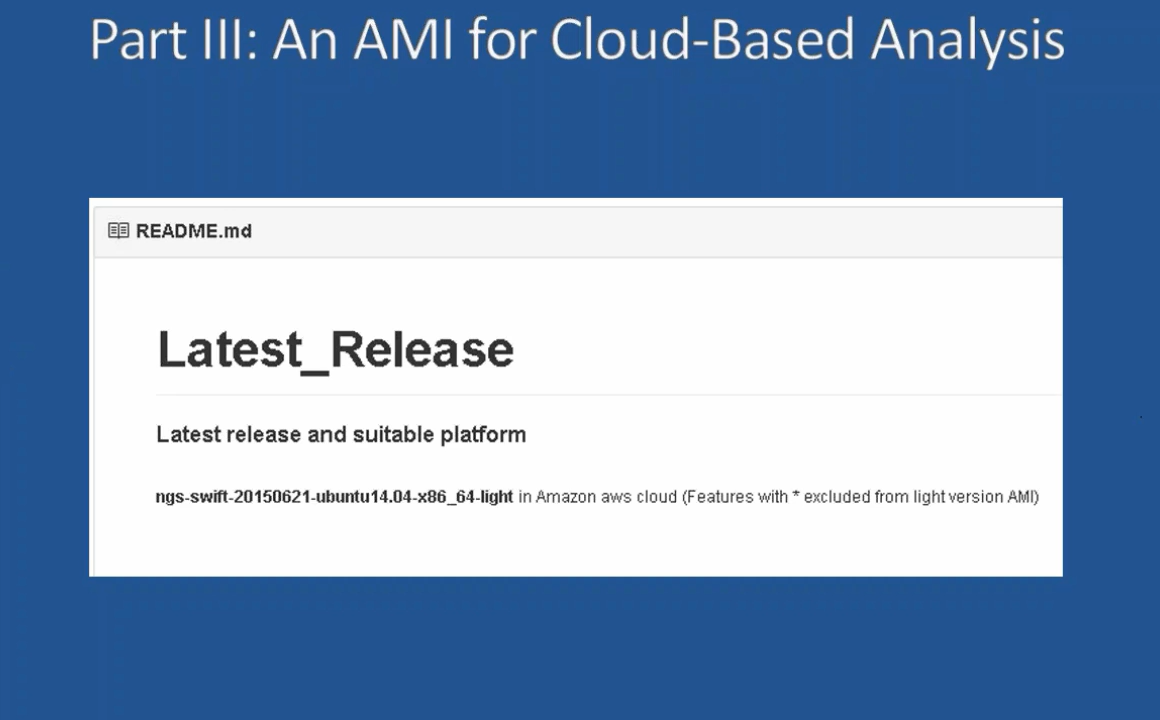 Part III: An AMI for Cloud-Based Analysis
README.md
Latest_Release
Latest release and suitable platform
ngs-swift-20150621-ubuntu14.04-x86_64-light in Amazon aws cloud (Features with * excluded from light version AMI)